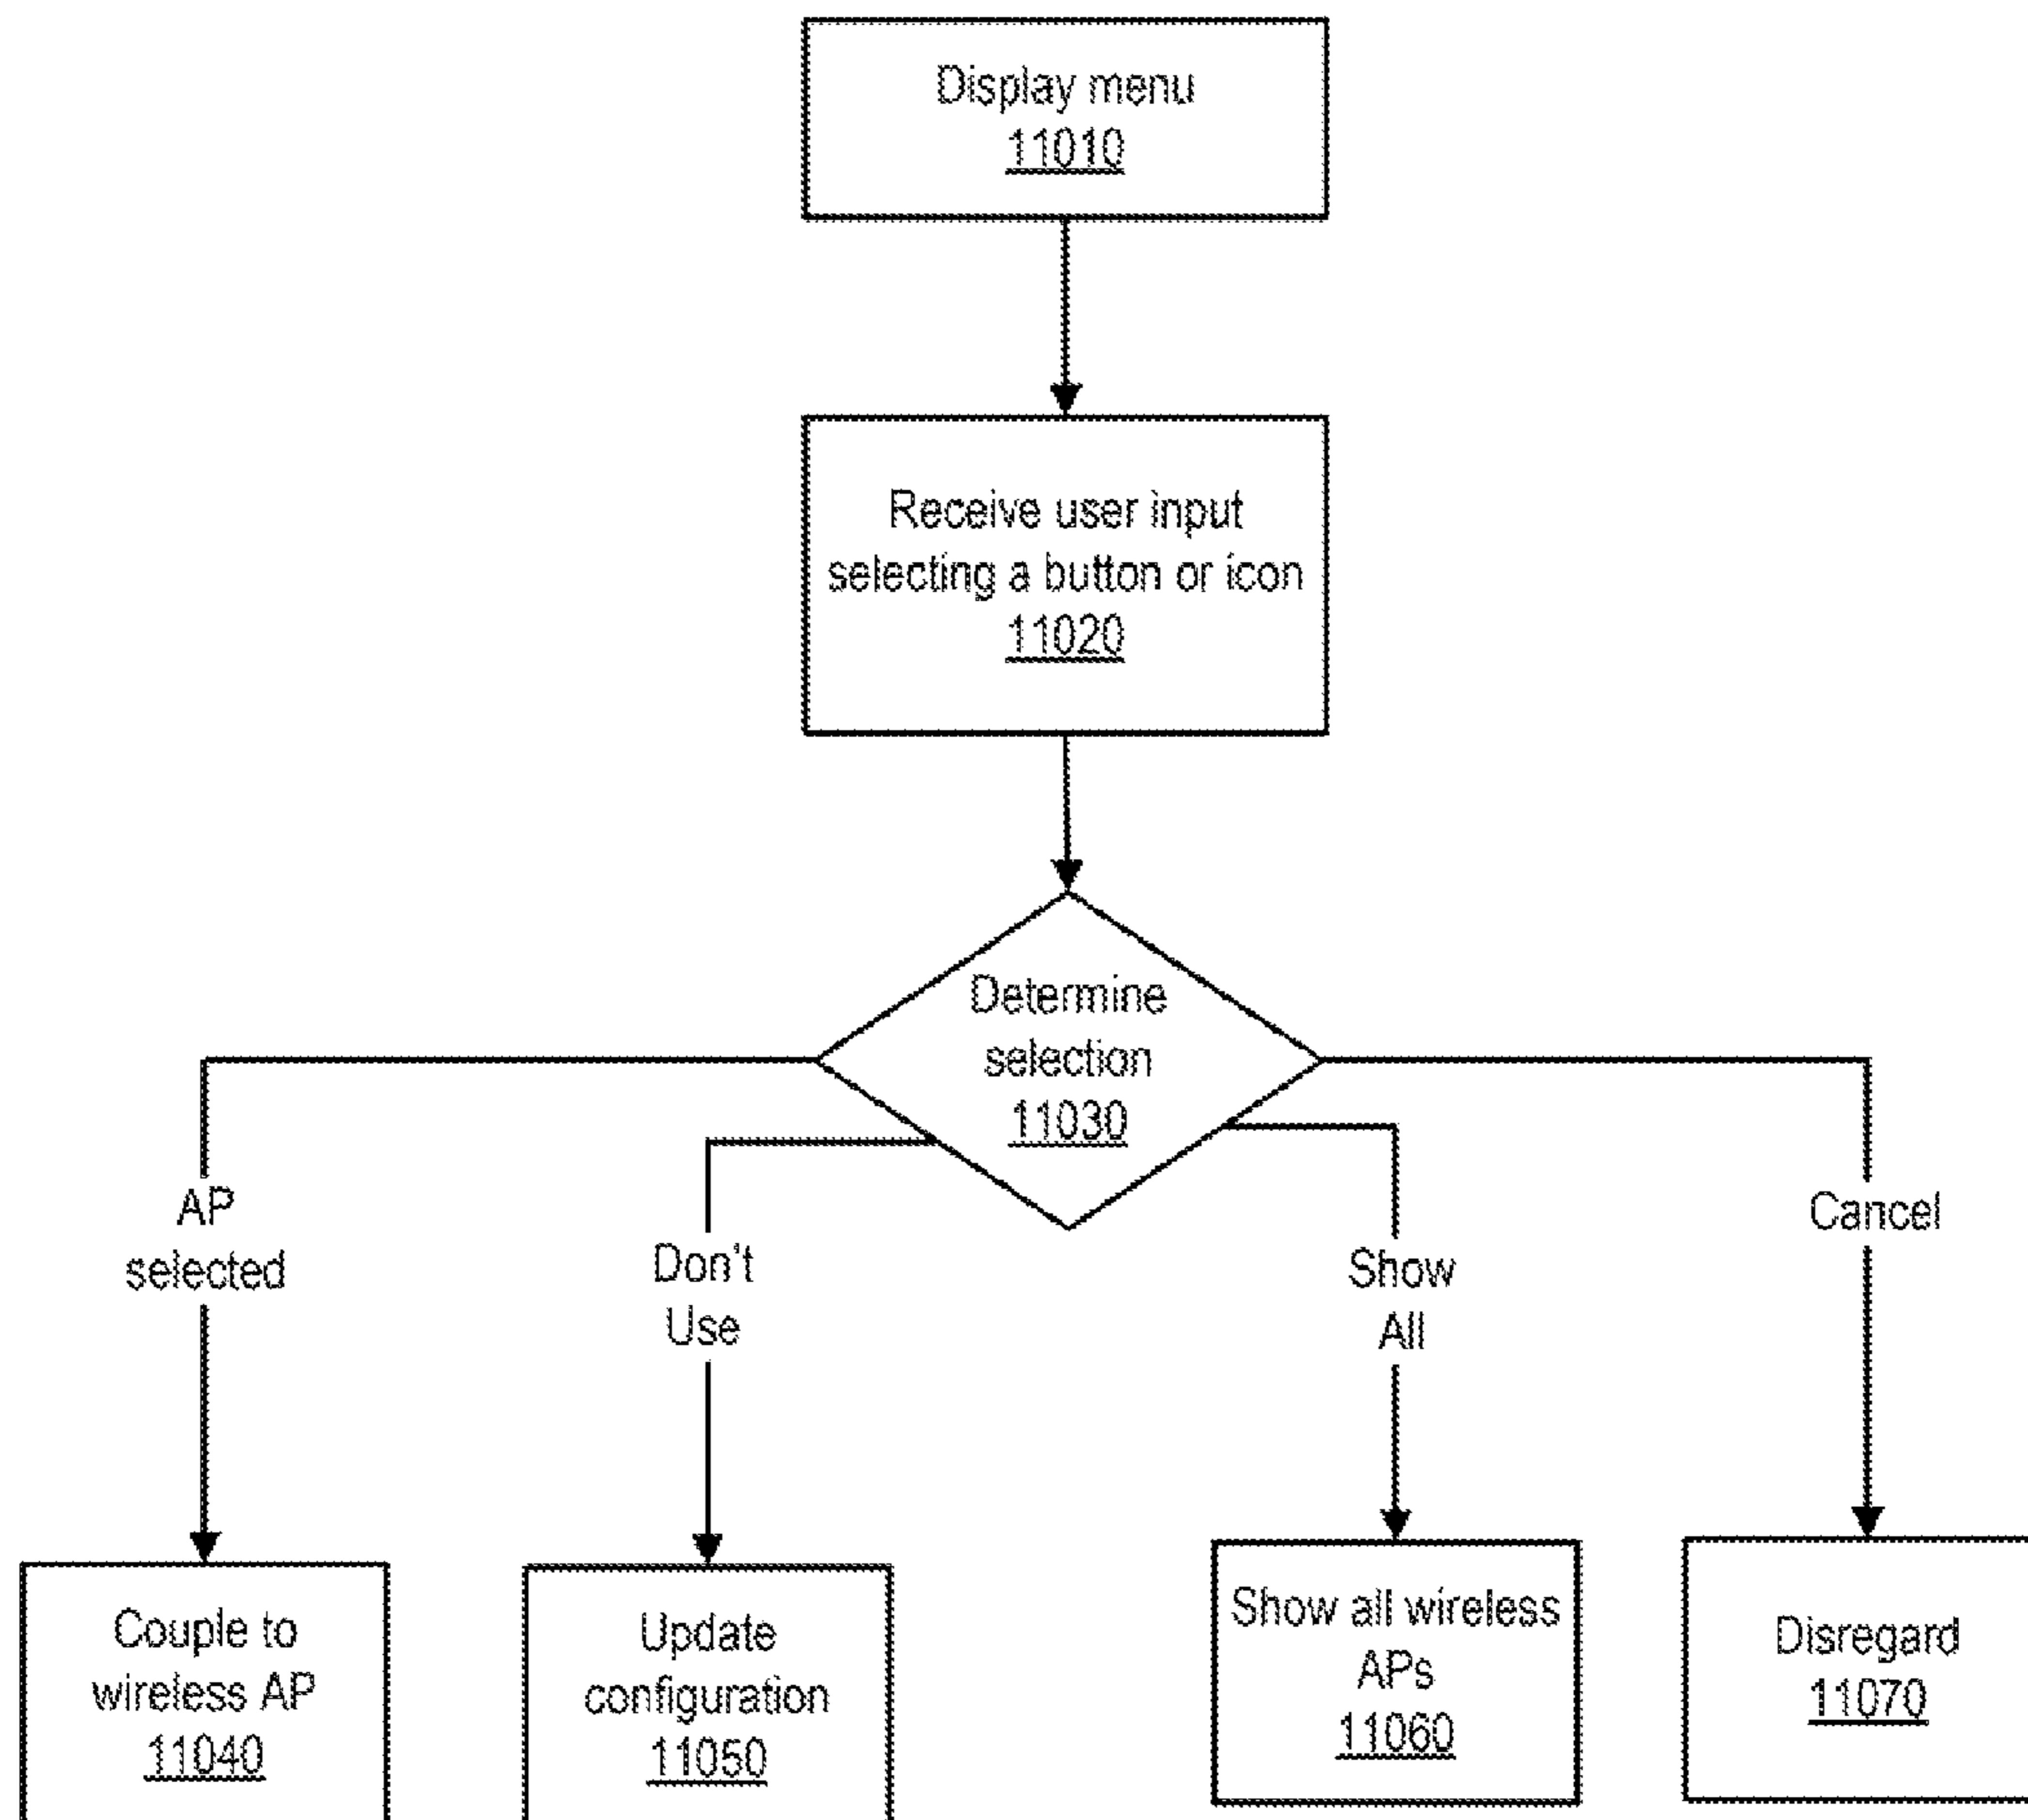 Display menu
11010
Receive user input
selecting a button or icon
11020
Determine
selection
11030
AP
selected
Don't
Use
Show
All
Cancel
Couple to
wireless AP
11040
Update
configuration
11050
Show all wireless
APs
11060
Disregard
11070